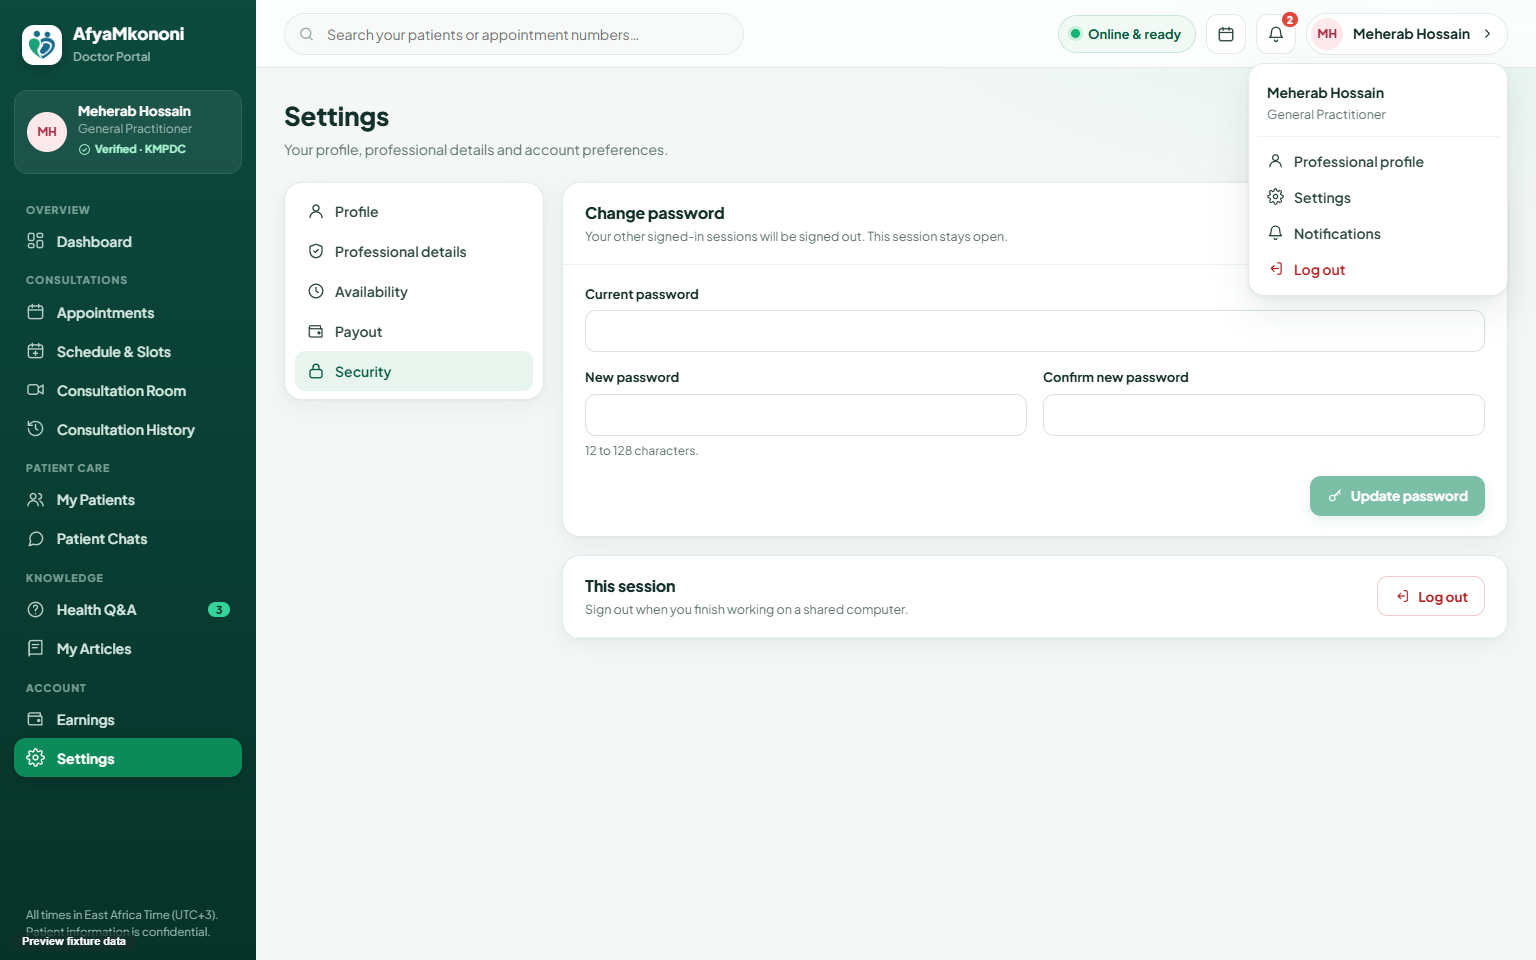 AfyaMkononi
Doctor Portal
MH
Meherab Hossain
General Practitioner
Verified · KMPDC
OVERVIEW
Dashboard
CONSULTATIONS
Appointments
Schedule & Slots
Consultation Room
Consultation History
PATIENT CARE
My Patients
Patient Chats
KNOWLEDGE
Health Q&A 3
My Articles
ACCOUNT
Earnings
Settings
All times in East Africa Time (UTC+3).
Patient information is confidential.
Preview fixture data
Search your patients or appointment numbers...
Online & ready
2
MH Meherab Hossain
Meherab Hossain
General Practitioner
Professional profile
Settings
Notifications
Log out
Settings
Your profile, professional details and account preferences.
Profile
Professional details
Availability
Payout
Security
Change password
Your other signed-in sessions will be signed out. This session stays open.
Current password
New password
Confirm new password
12 to 128 characters.
Update password
This session
Sign out when you finish working on a shared computer.
Log out